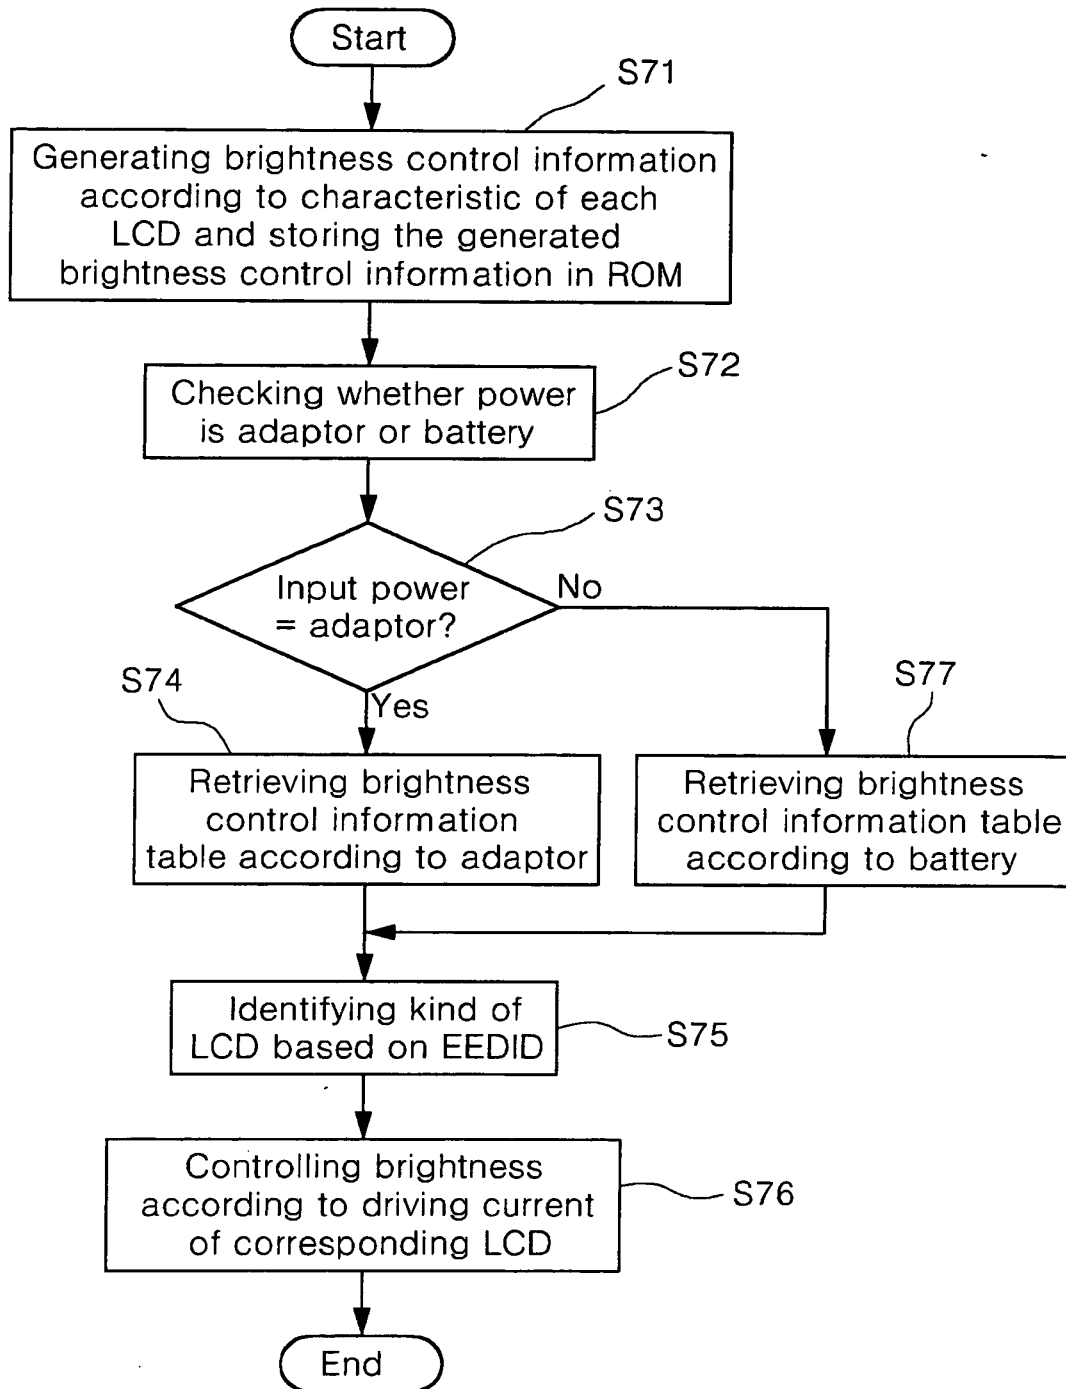 Start
S71
Generating brightness control information
according to characteristic of each
LCD and storing the generated
brightness control information in ROM
S72
Checking whether power
is adaptor or battery
S73
Input power
= adaptor?
No
Yes
S74
Retrieving brightness
control information
table according to adaptor
S77
Retrieving brightness
control information table
according to battery
Identifying kind of
LCD based on EEDID
S75
Controlling brightness
according to driving current
of corresponding LCD
S76
End